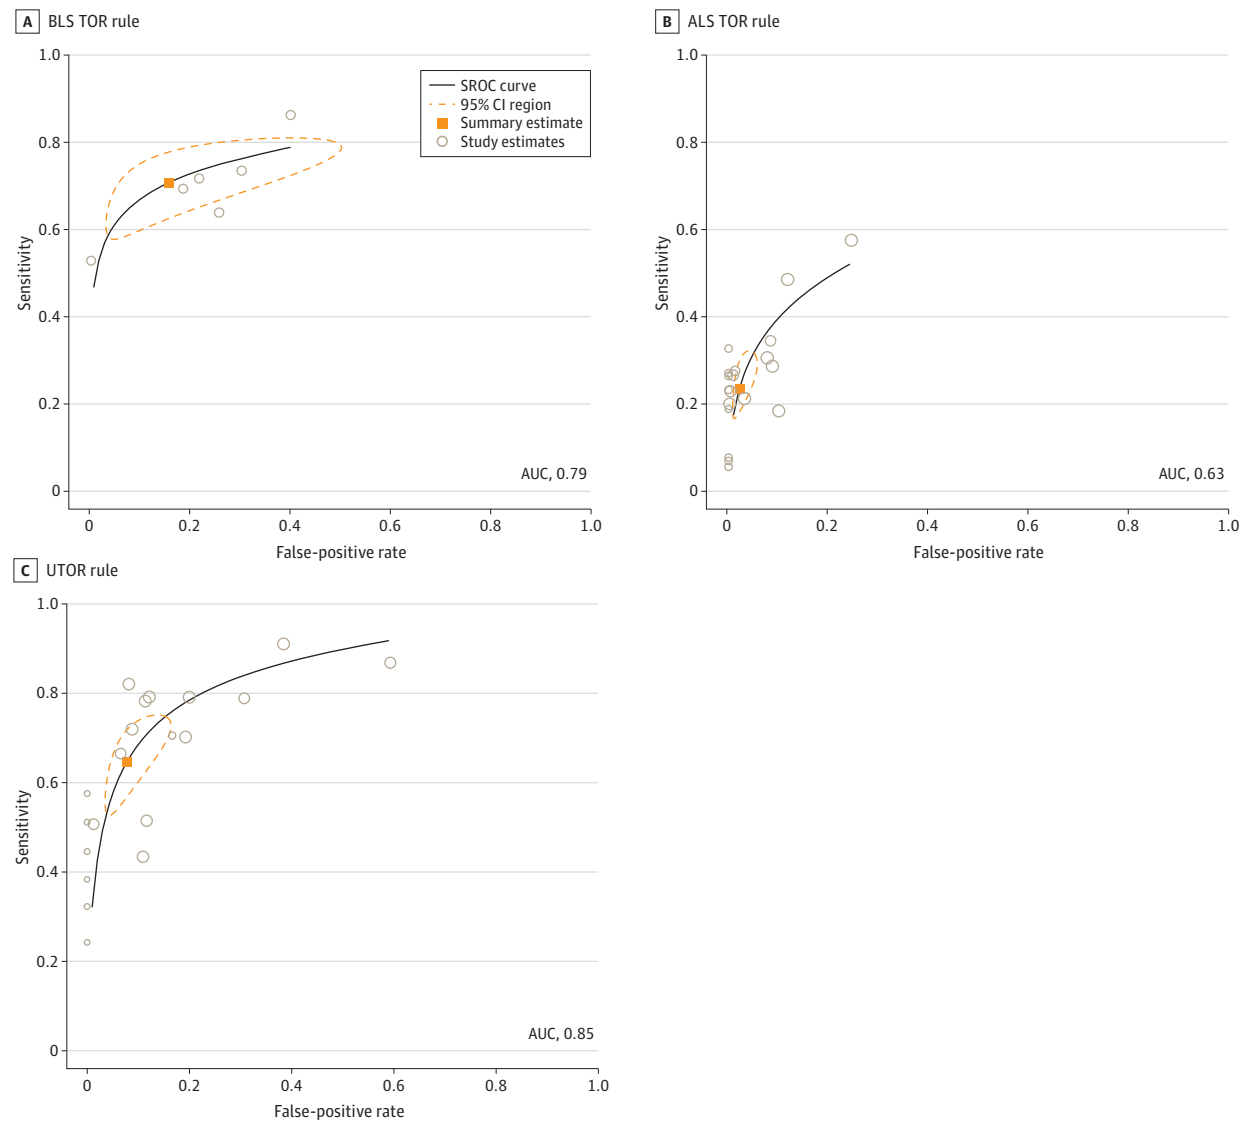 A BLS TOR rule
1.0
0.8
0.6
0.4
0.2
0
Sensitivity
SROC curve
95% CI region
Summary estimate
Study estimates
AUC, 0.79
0 0.2 0.4 0.6 0.8 1.0
False-positive rate
B ALS TOR rule
1.0
0.8
0.6
0.4
0.2
0
Sensitivity
AUC, 0.63
0 0.2 0.4 0.6 0.8 1.0
False-positive rate
C UTOR rule
1.0
0.8
0.6
0.4
0.2
0
Sensitivity
AUC, 0.85
0 0.2 0.4 0.6 0.8 1.0
False-positive rate